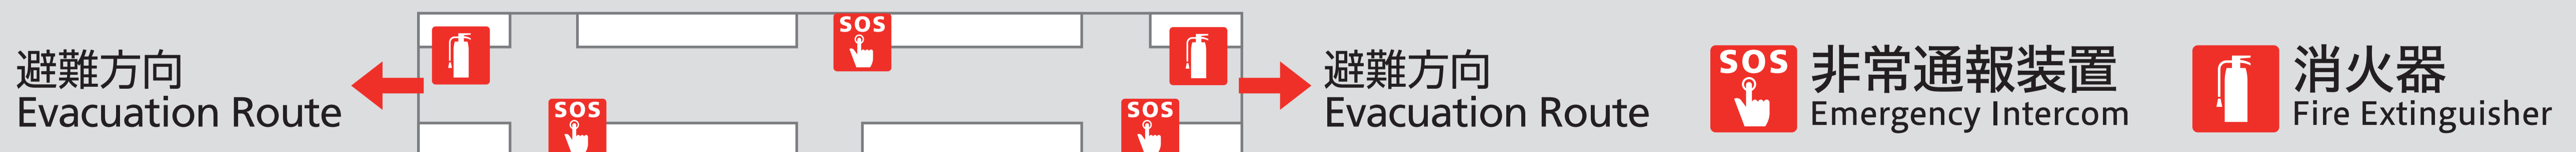 避難方向
Evacuation Route
SOS
SOS
SOS
避難方向
Evacuation Route
SOS
非常通報装置
Emergency Intercom
消火器
Fire Extinguisher